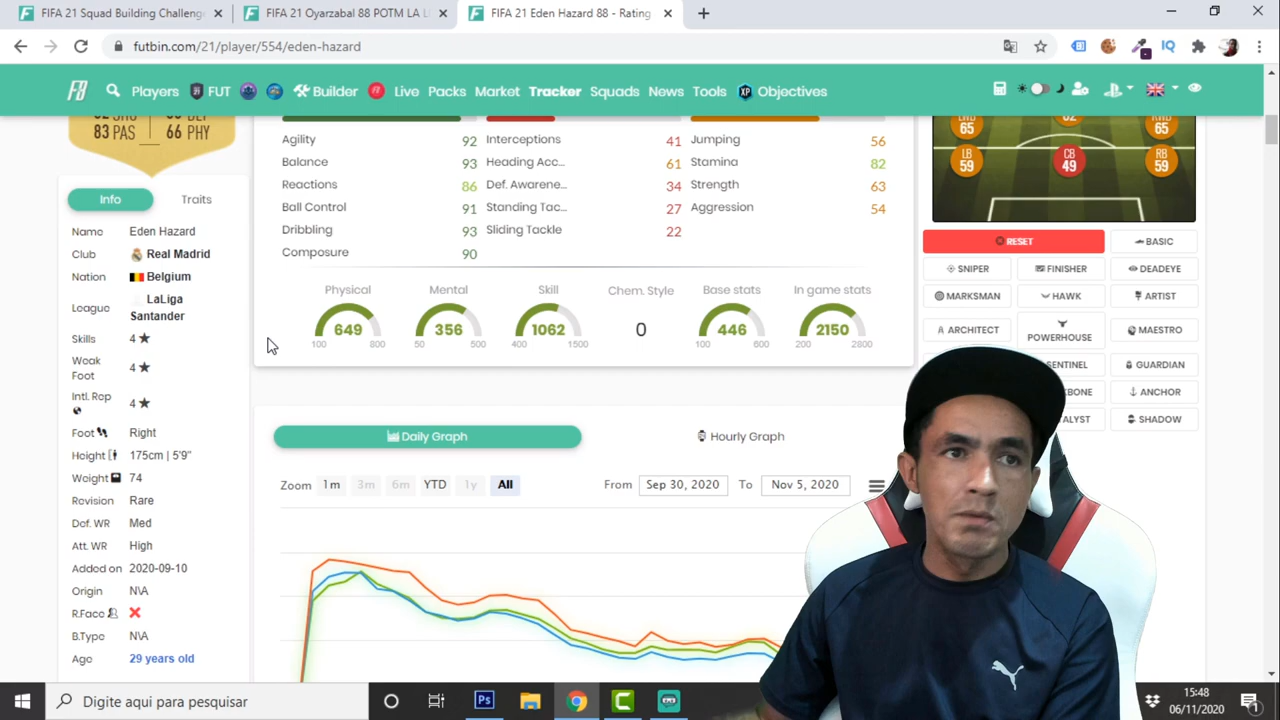 FIFA 21 Squad Building Challenge
FIFA 21 Oyarzabal 88 POTM LA L
FIFA 21 Eden Hazard 88 - Rating
futbin.com/21/player/554/eden-hazard
Players FUT Builder Live Packs Market Tracker Squads News Tools XP Objectives
83 PAS 66 PHY
Info Traits
Name Eden Hazard
Club Real Madrid
Nation Belgium
League LaLiga Santander
Skills 4
Weak Foot 4
Intl. Rep 4
Foot Right
Height 175cm | 5'9"
Weight 74
Revision Rare
Def. WR Med
Att. WR High
Added on 2020-09-10
Origin N\A
R.Face
B.Type N\A
Age 29 years old
Agility 92 Interceptions 41 Jumping 56
Balance 93 Heading Acc... 61 Stamina 82
Reactions 86 Def. Awarene... 34 Strength 63
Ball Control 91 Standing Tac... 27 Aggression 54
Dribbling 93 Sliding Tackle 22
Composure 90
Physical Mental Skill Chem. Style Base stats In game stats
649 356 1062 0 446 2150
100 800 50 500 400 1500 100 600 200 2800
Daily Graph Hourly Graph
Zoom 1m 3m 6m YTD 1y All From Sep 30, 2020 To Nov 5, 2020
65 65
LB 59 CB 49 RB 59
RESET BASIC
SNIPER FINISHER DEADEYE
MARKSMAN HAWK ARTIST
ARCHITECT POWERHOUSE MAESTRO
SENTINEL GUARDIAN
ANCHOR
SHADOW
Digite aqui para pesquisar
Ps
15:48
06/11/2020